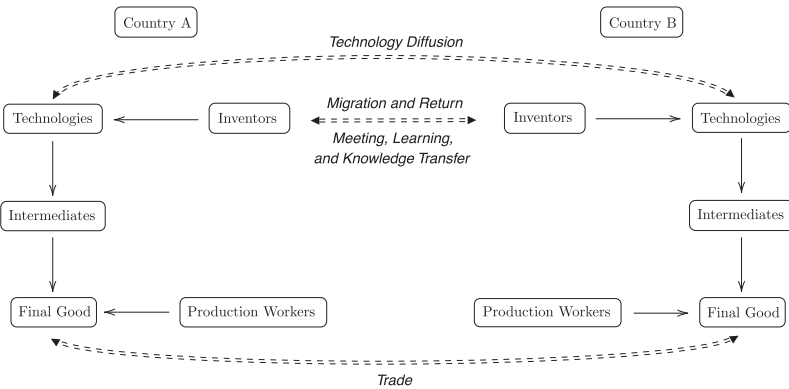 Country A
Country B
Technology Diffusion
Technologies
Inventors
Migration and Return
Meeting, Learning,
and Knowledge Transfer
Inventors
Technologies
Intermediates
Intermediates
Final Good
Production Workers
Production Workers
Final Good
Trade